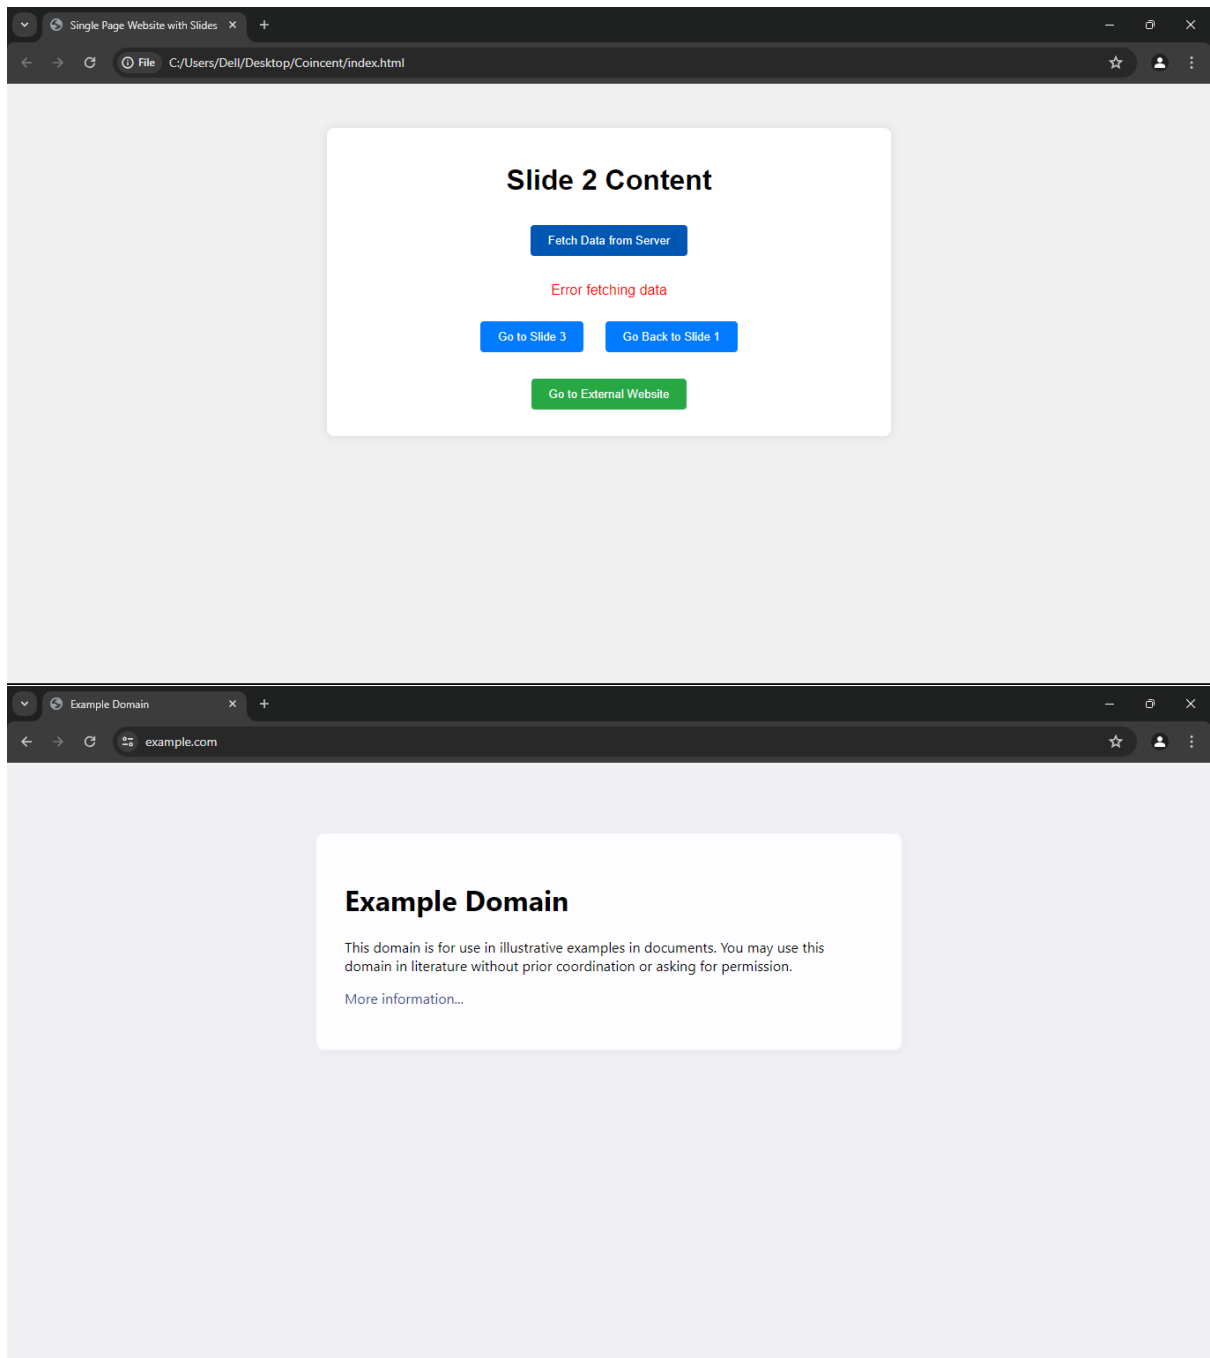 Single Page Website with Slides
File C:/Users/Dell/Desktop/Coincent/index.html
Slide 2 Content
Fetch Data from Server
Error fetching data
Go to Slide 3 Go Back to Slide 1
Go to External Website
Example Domain
example.com
Example Domain
This domain is for use in illustrative examples in documents. You may use this
domain in literature without prior coordination or asking for permission.
More information...